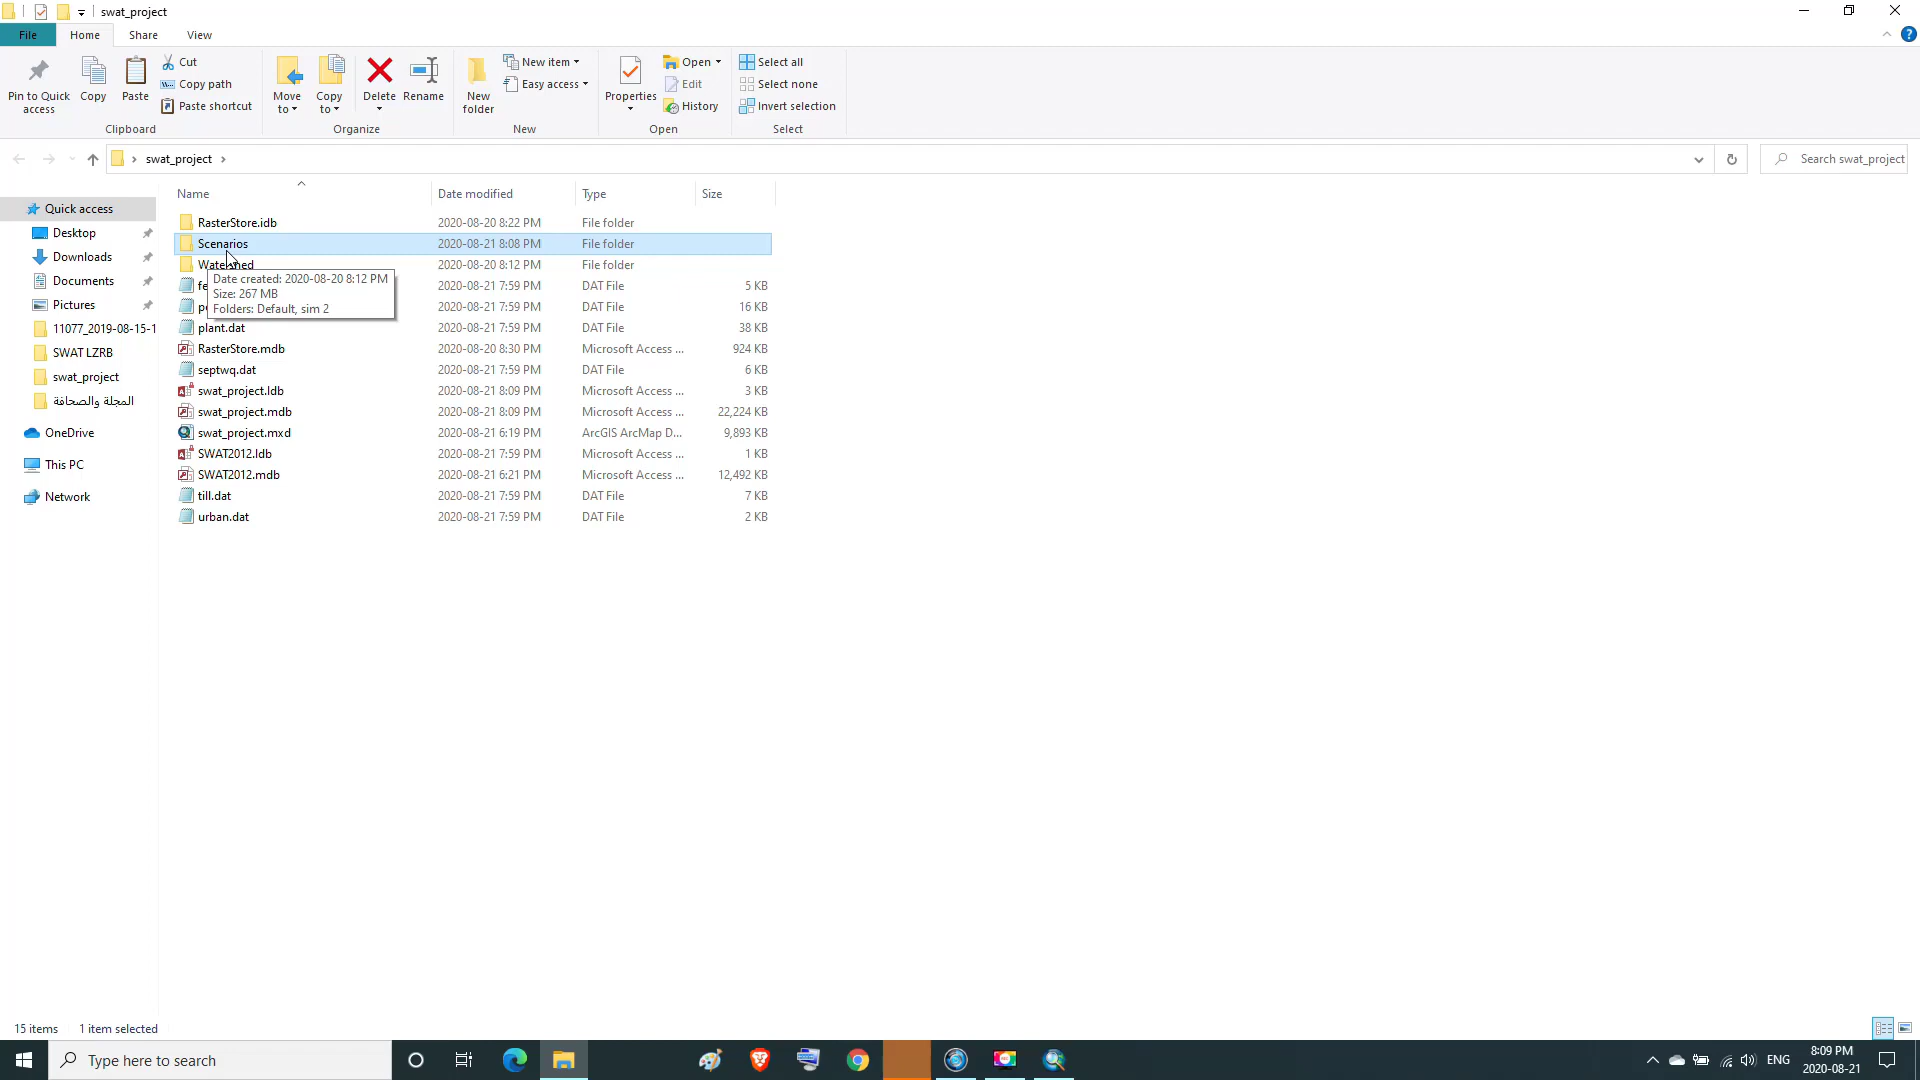 swat_project
File Home Share View
Pin to Quick access
Copy
Paste
Cut
Copy path
Paste shortcut
Clipboard
Move to
Copy to
Delete
Rename
Organize
New folder
New item
Easy access
New
Properties
Open
Edit
History
Open
Select all
Select none
Invert selection
Select
swat_project
Search swat_project
Name Date modified Type Size
Quick access
Desktop
Downloads
Documents
Pictures
11077_2019-08-15-1
SWAT LZRB
swat_project
المجلة والصحافة
OneDrive
This PC
Network
RasterStore.idb 2020-08-20 8:22 PM File folder
Scenarios 2020-08-21 8:08 PM File folder
2020-08-20 8:12 PM File folder
2020-08-21 7:59 PM DAT File 5 KB
2020-08-21 7:59 PM DAT File 16 KB
Date created: 2020-08-20 8:12 PM
Size: 267 MB
Folders: Default, sim 2
plant.dat 2020-08-21 7:59 PM DAT File 38 KB
RasterStore.mdb 2020-08-20 8:30 PM Microsoft Access ... 924 KB
septwq.dat 2020-08-21 7:59 PM DAT File 6 KB
swat_project.ldb 2020-08-21 8:09 PM Microsoft Access ... 3 KB
swat_project.mdb 2020-08-21 8:09 PM Microsoft Access ... 22,224 KB
swat_project.mxd 2020-08-21 6:19 PM ArcGIS ArcMap D... 9,893 KB
SWAT2012.ldb 2020-08-21 7:59 PM Microsoft Access ... 1 KB
SWAT2012.mdb 2020-08-21 6:21 PM Microsoft Access ... 12,492 KB
till.dat 2020-08-21 7:59 PM DAT File 7 KB
urban.dat 2020-08-21 7:59 PM DAT File 2 KB
15 items 1 item selected
Type here to search
ENG
8:09 PM
2020-08-21